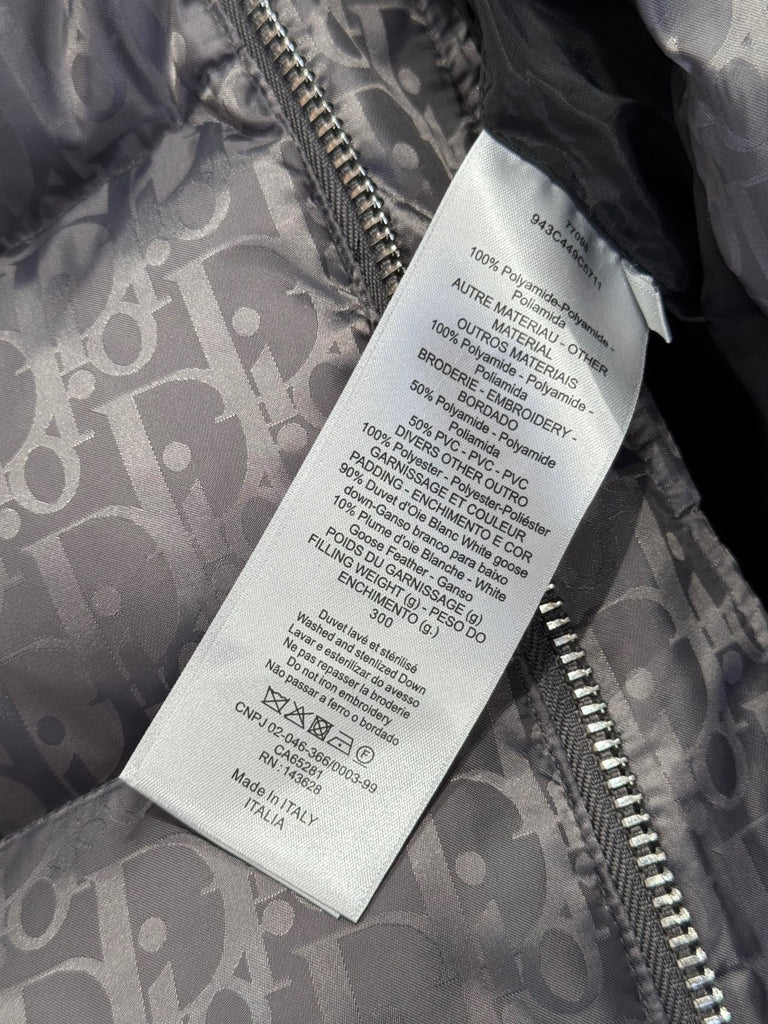 77098
943C449C5711
100% Polyamide-Polyamide -
Poliamida
AUTRE MATERIAU - OTHER
MATERIAL
OUTROS MATERIAIS
100% Polyamide - Polyamide -
Poliamida
BRODERIE - EMBROIDERY -
BORDADO
50% Polyamide - Polyamide
Poliamida
50% PVC - PVC - PVC
DIVERS OTHER OUTRO
100% Polyester - Polyester-Poliéster
GARNISSAGE ET COULEUR
PADDING - ENCHIMENTO E COR
90% Duvet d'Oie Blanc White goose
down-Ganso branco para baixo
10% Plume d'oie Blanche - White
Goose Feather - Ganso
POIDS DU GARNISSAGE (g)
FILLING WEIGHT (g) - PESO DO
ENCHIMENTO (g.)
300
Duvet lavé et stérilisé
Washed and stenlized Down
Lavar e esterilizar do avesso
Ne pas repasser la broderie
Do not iron embroidery
Não passar a ferro o bordado
CNPJ 02-046-366/0003-99
CA65281
RN : 143628
Made In ITALY
ITALIA
Dior